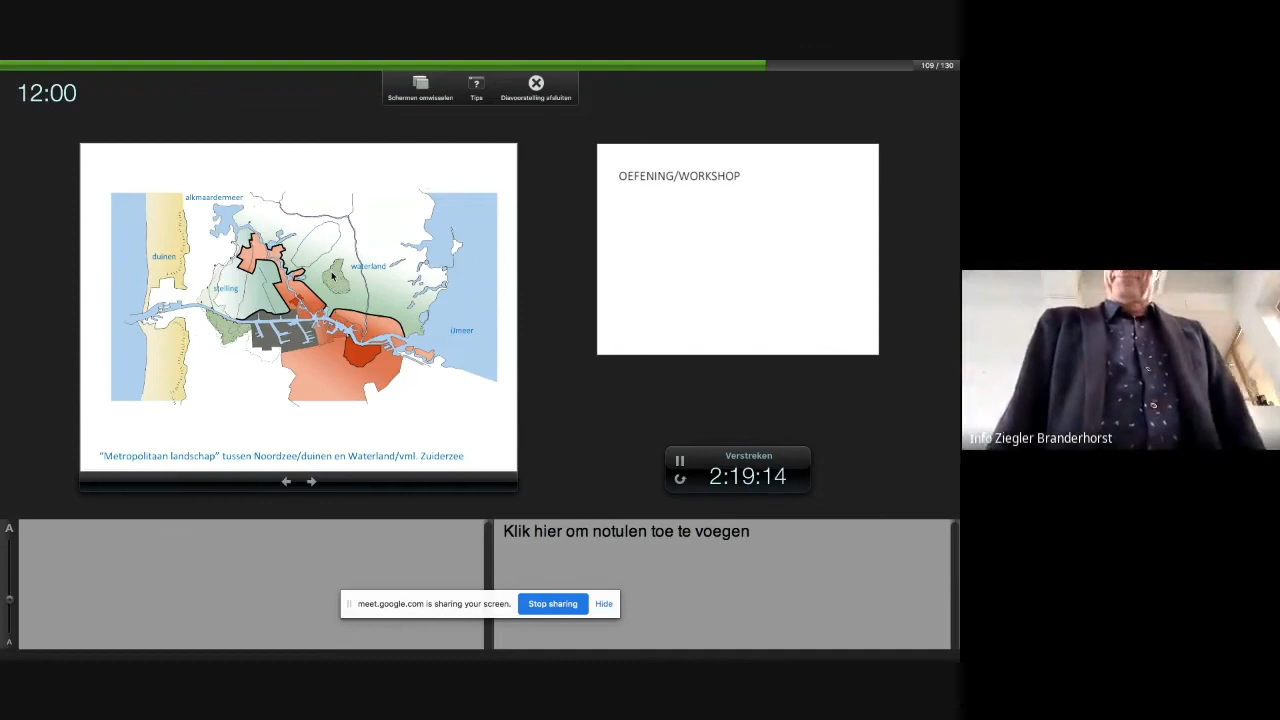 109 / 130
12:00
Schermen omwisselen
Tips
Diavoorstelling afsluiten
alkmaardermeer
duinen
waterland
stelling
IJmeer
"Metropolitaan landschap" tussen Noordzee/duinen en Waterland/vml. Zuiderzee
OEFENING/WORKSHOP
Verstreken
2:19:14
Info Ziegler Branderhorst
A
A
Klik hier om notulen toe te voegen
meet.google.com is sharing your screen.
Stop sharing
Hide